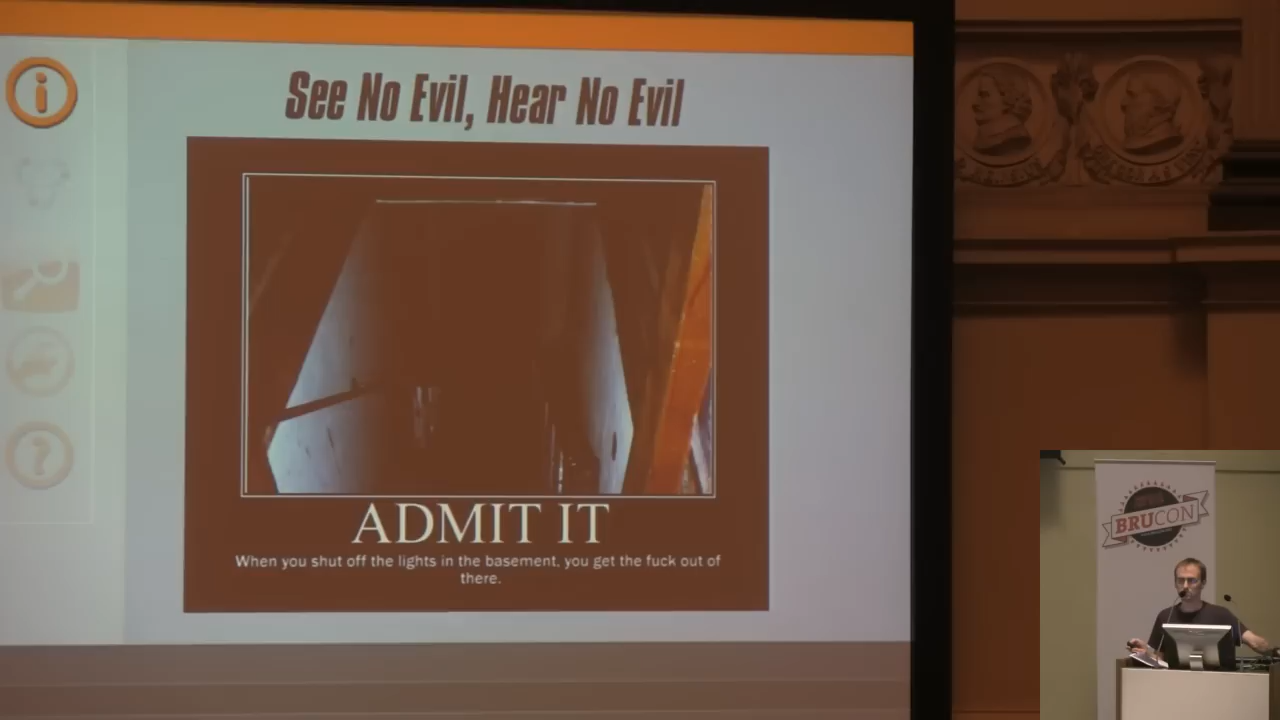 See No Evil, Hear No Evil
ADMIT IT
When you shut off the lights in the basement, you get the fuck out of
there.
i
?
BRUCON